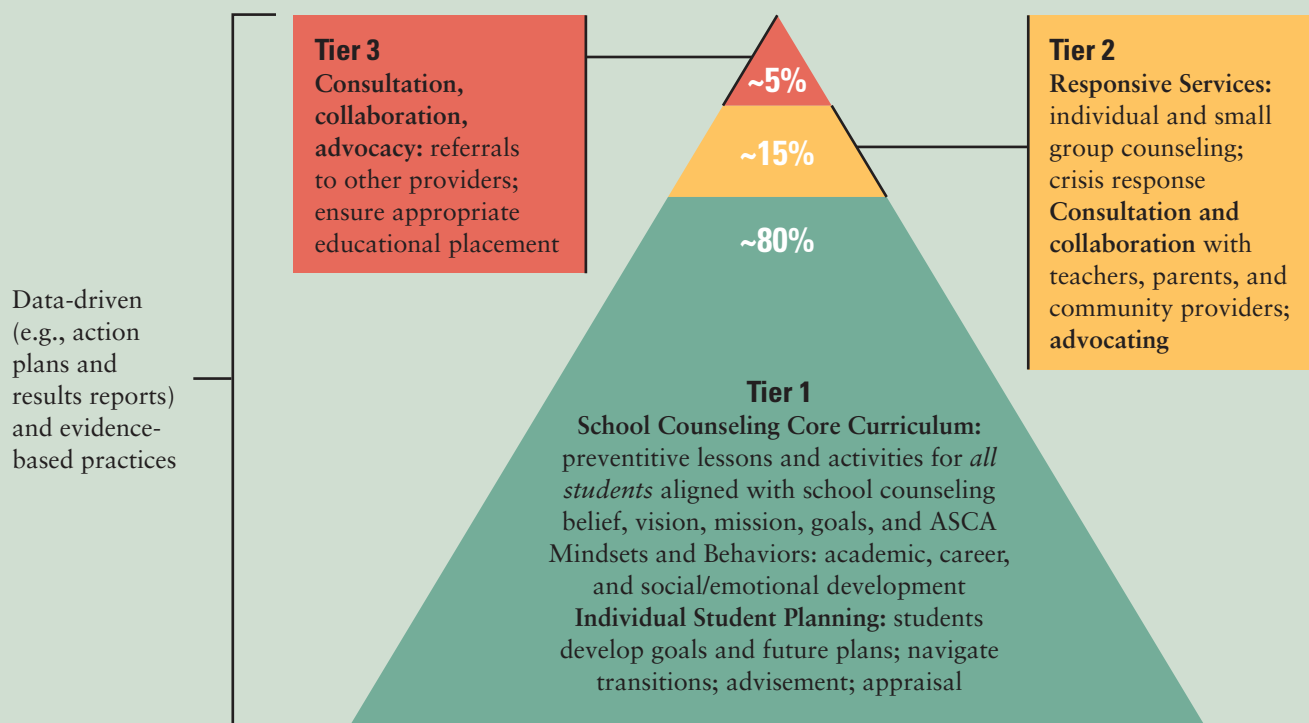 Tier 3
Consultation,
collaboration,
advocacy: referrals
to other providers;
ensure appropriate
educational placement
~5%
Tier 2
Responsive Services:
individual and small
group counseling;
crisis response
Consultation and
collaboration with
teachers, parents, and
community providers;
advocating
~15%
~80%
Data-driven
(e.g., action
plans and
results reports)
and evidence-
based practices
Tier 1
School Counseling Core Curriculum:
preventitive lessons and activities for all
students aligned with school counseling
belief, vision, mission, goals, and ASCA
Mindsets and Behaviors: academic, career,
and social/emotional development
Individual Student Planning: students
develop goals and future plans; navigate
transitions; advisement; appraisal